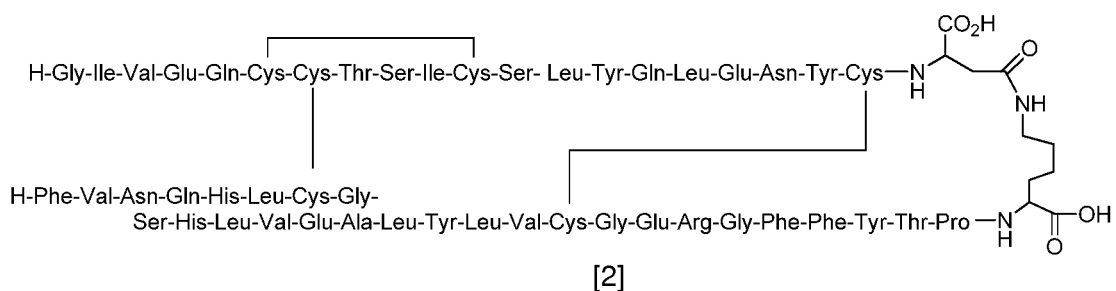 CO₂H
H-Gly-Ile-Val-Glu-Gln-Cys-Cys-Thr-Ser-Ile-Cys-Ser- Leu-Tyr-Gln-Leu-Glu-Asn-Tyr-Cys-N
H
O
NH
H-Phe-Val-Asn-Gln-His-Leu-Cys-Gly-
Ser-His-Leu-Val-Glu-Ala-Leu-Tyr-Leu-Val-Cys-Gly-Glu-Arg-Gly-Phe-Phe-Tyr-Thr-Pro-N
H
OH
O
[2]